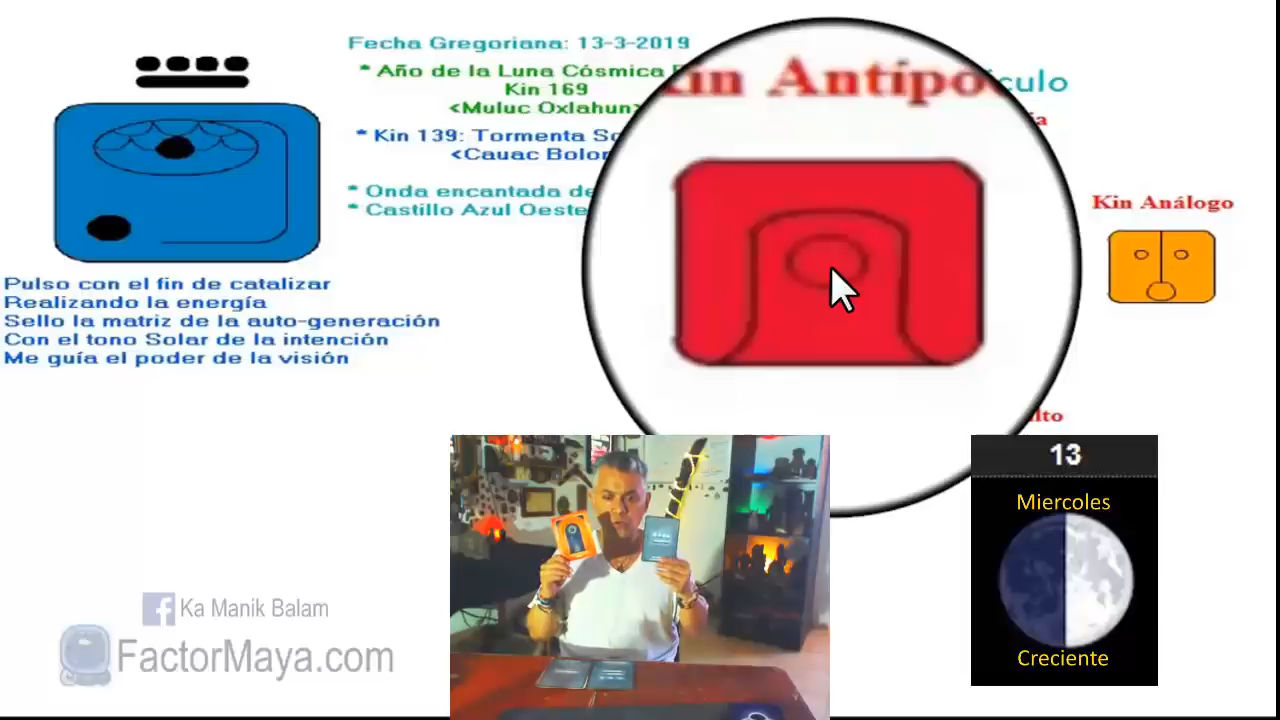 Fecha Gregoriana: 13-3-2019
* Año de la Luna Cósmica
Kin 169
<Muluc Oxlahun>
* Kin 139: Tormenta
<Cauac
* Onda encantada de
* Castillo Azul Oeste
Pulso con el fin de catalizar
Realizando la energía
Sello la matriz de la auto-generación
Con el tono Solar de la intención
Me guía el poder de la visión
Kin
Kin Análogo
13
Miercoles
Creciente
Ka Manik Balam
FactorMaya.com